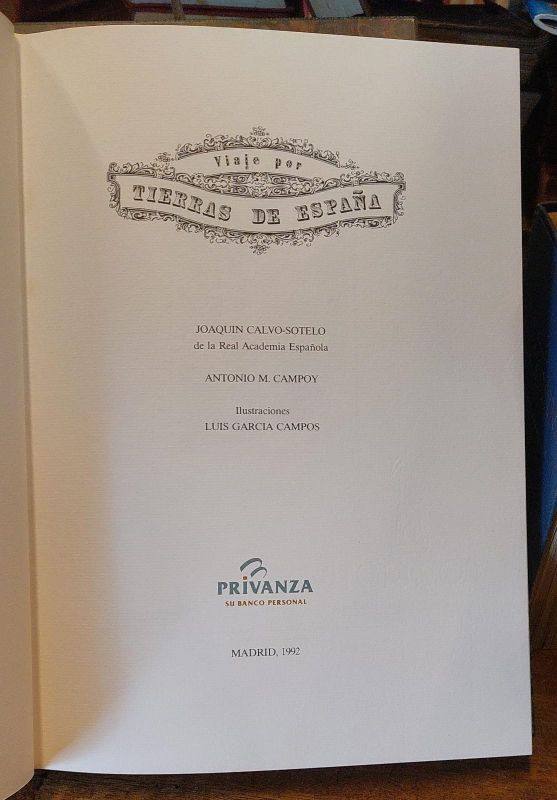 Viaje por
TIERRAS DE ESPAÑA
JOAQUIN CALVO-SOTELO
de la Real Academia Española
ANTONIO M. CAMPOY
Ilustraciones
LUIS GARCIA CAMPOS
PRIVANZA
SU BANCO PERSONAL
MADRID, 1992